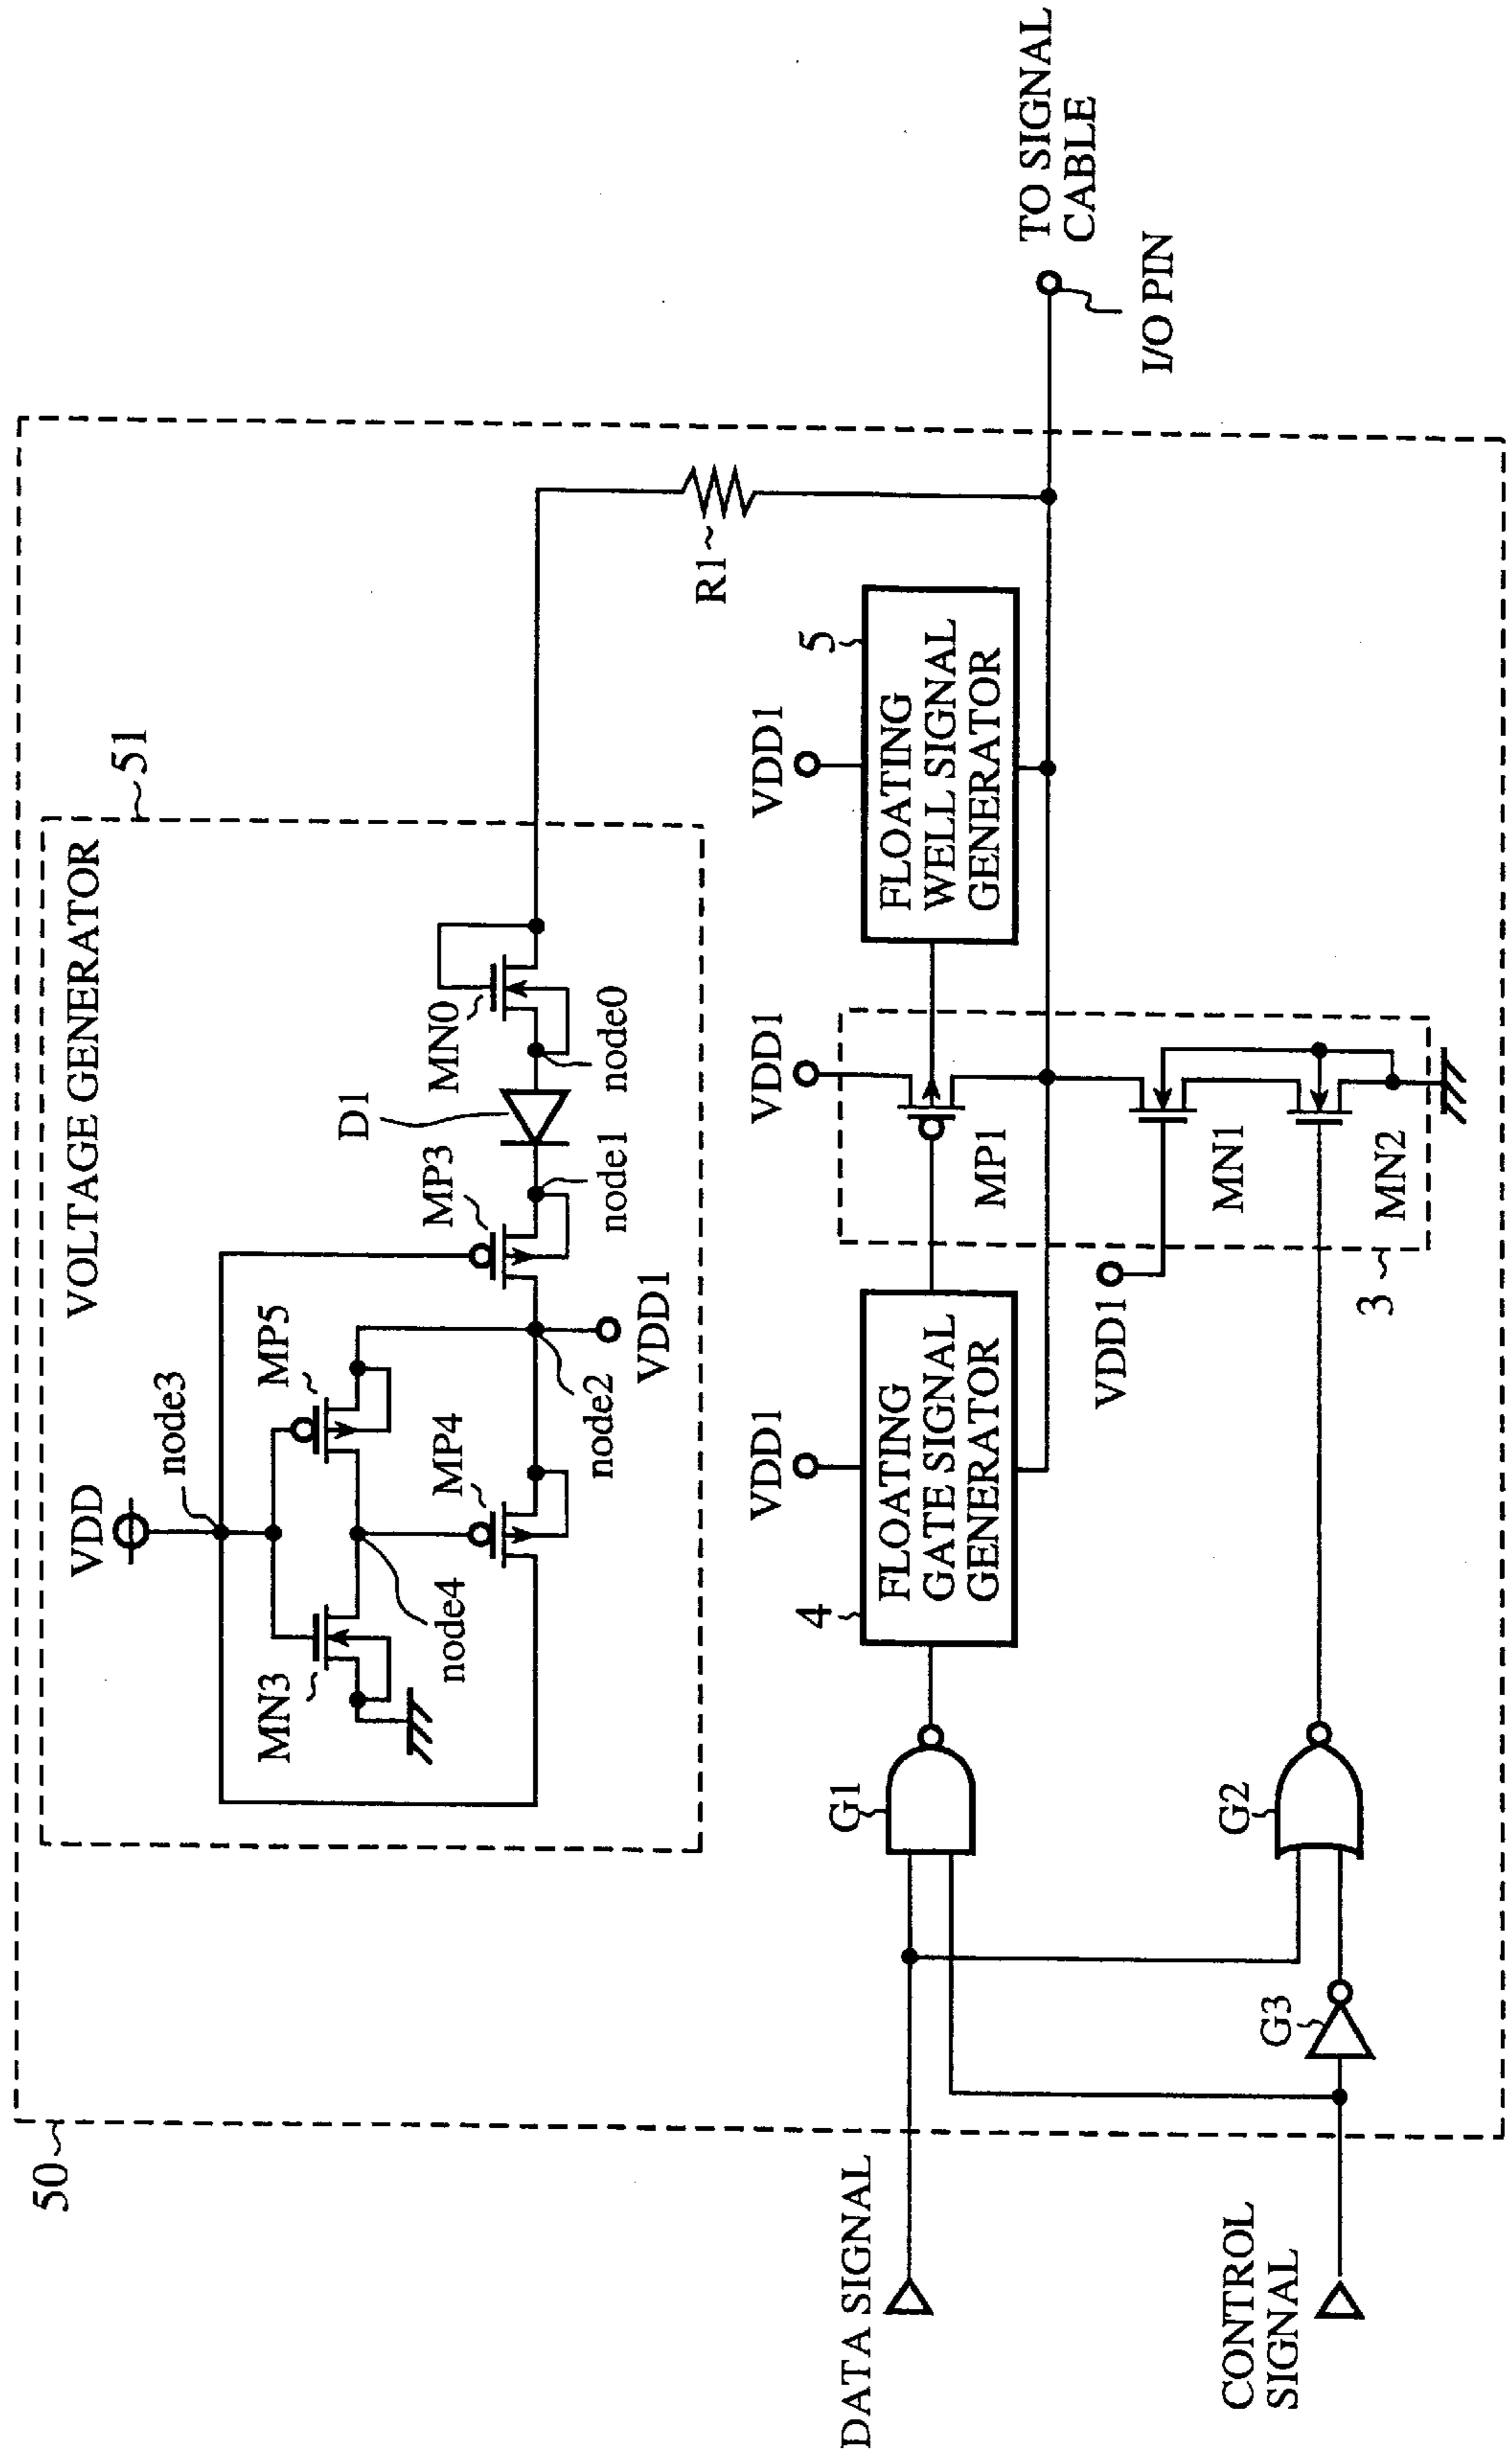 50
VOLTAGE GENERATOR
51
VDD
node3
MN3
MP5
node4
MP4
MP3
D1
MN0
node2
VDD1
node1
node0
R1
TO SIGNAL
CABLE
I/O PIN
DATA SIGNAL
G1
4
VDD1
FLOATING
GATE SIGNAL
GENERATOR
VDD1
MP1
VDD1
5
FLOATING
WELL SIGNAL
GENERATOR
VDD1
MN1
MN2
3
CONTROL
SIGNAL
G3
G2